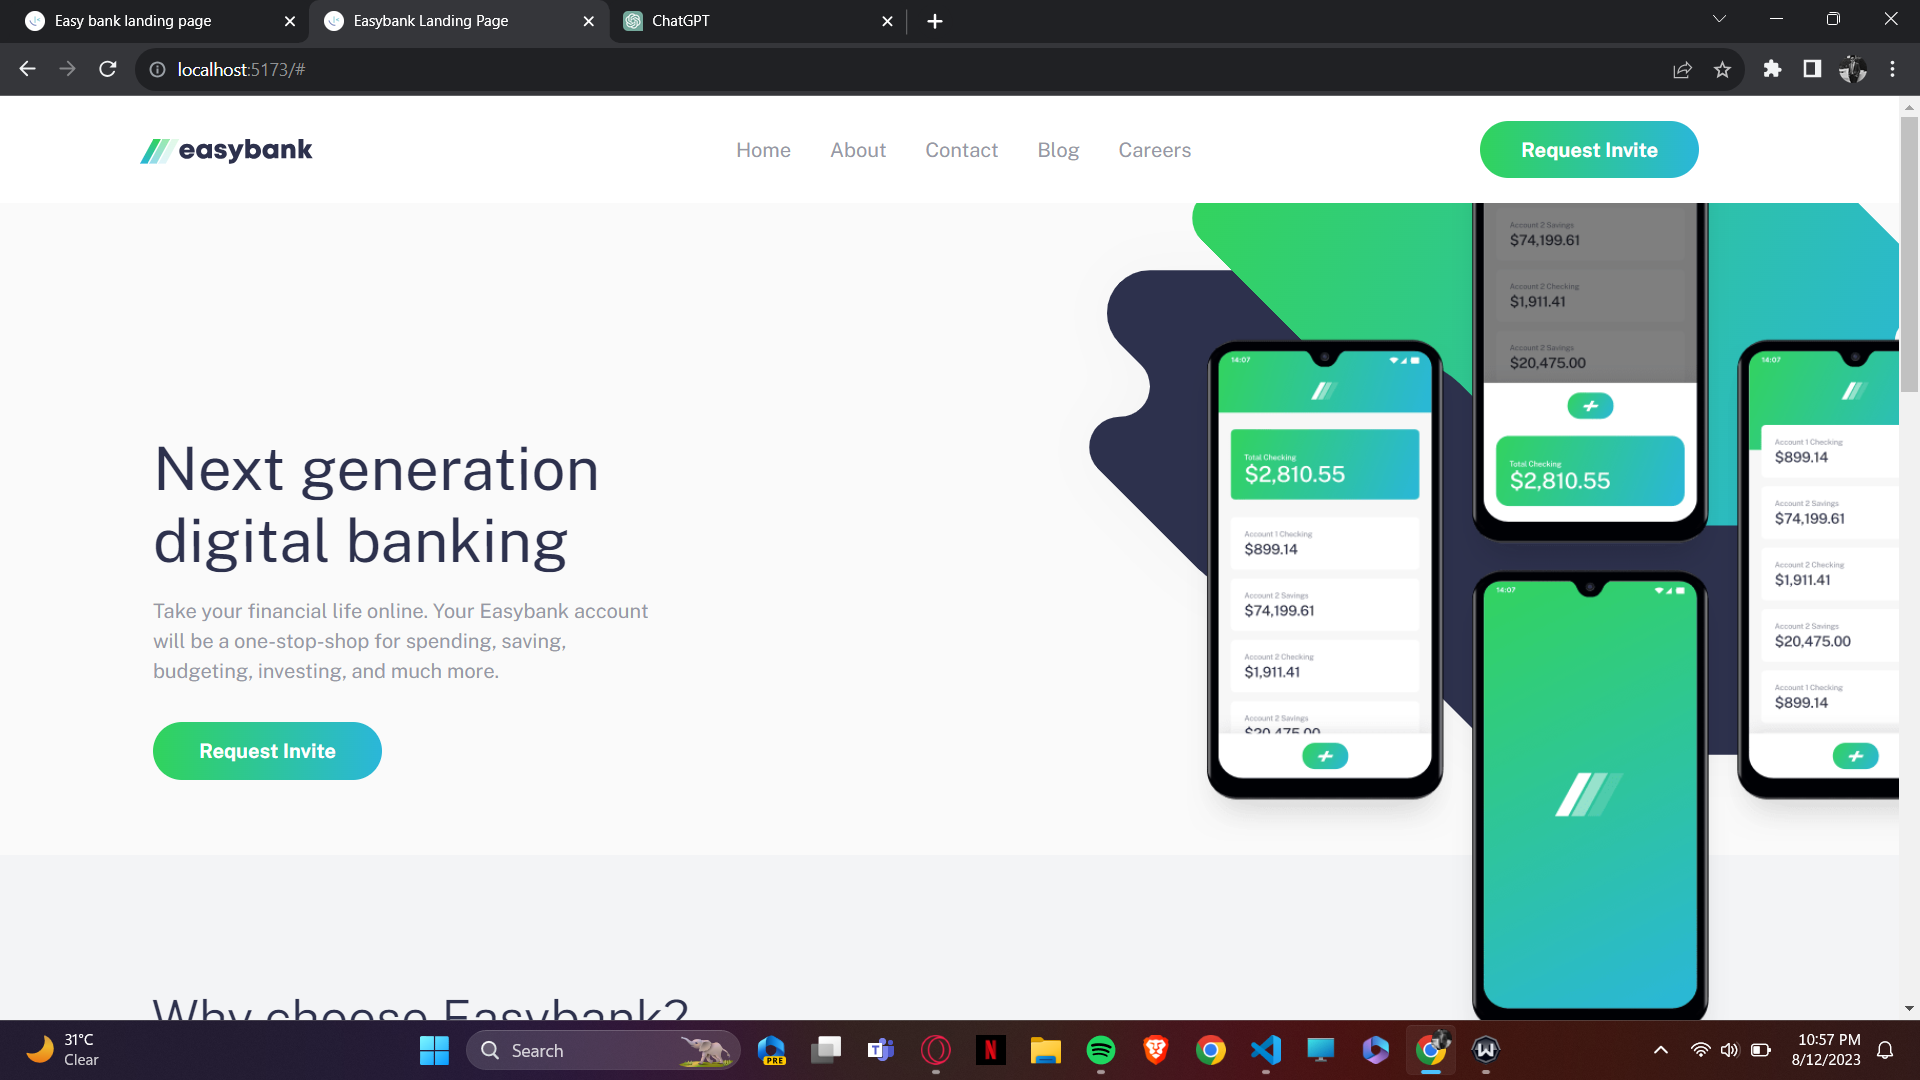 Easy bank landing page
Easybank Landing Page
ChatGPT
localhost:5173/#
easybank
Home
About
Contact
Blog
Careers
Request Invite
Next generation
digital banking
Take your financial life online. Your Easybank account
will be a one-stop-shop for spending, saving,
budgeting, investing, and much more.
Request Invite
14:07
Total Checking
$2,810.55
Account 1 Checking
$899.14
Account 2 Savings
$74,199.61
Account 2 Checking
$1,911.41
Account 2 Savings
$20,475.00
Account 2 Savings
$74,199.61
Account 2 Checking
$1,911.41
Account 2 Savings
$20,475.00
Total Checking
$2,810.55
14:07
14:07
Account 1 Checking
$899.14
Account 2 Savings
$74,199.61
Account 2 Checking
$1,911.41
Account 2 Savings
$20,475.00
Account 1 Checking
$899.14
Why choose Easybank?
31°C
Clear
Search
PRE
10:57 PM
8/12/2023